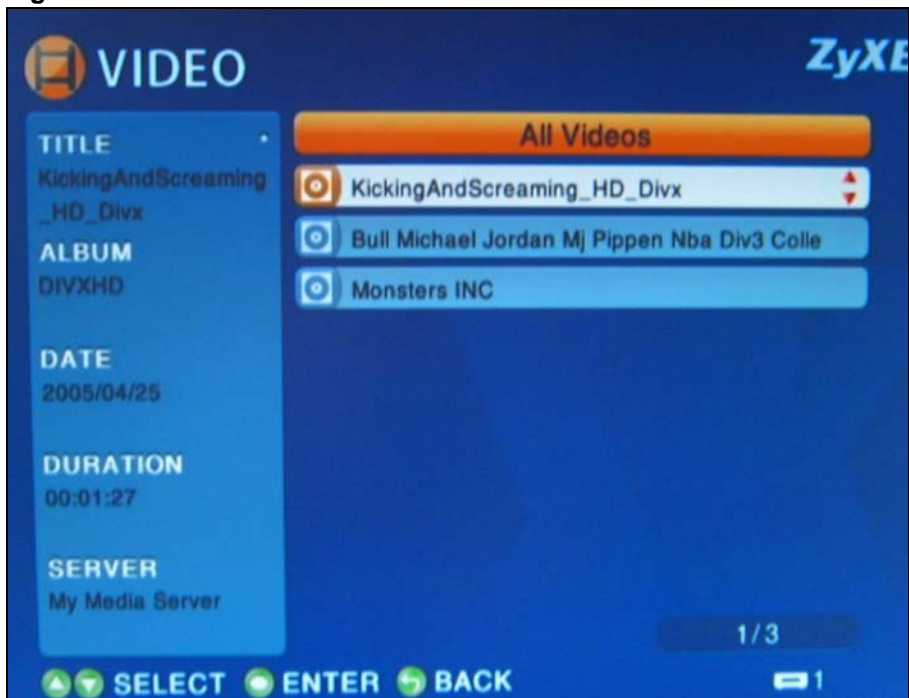 VIDEO
ZyXE
TITLE
KickingAndScreaming
_HD_Divx
ALBUM
DIVXHD
DATE
2005/04/25
DURATION
00:01:27
SERVER
My Media Server
All Videos
KickingAndScreaming_HD_Divx
Bull Michael Jordan Mj Pippen Nba Div3 Colle
Monsters INC
1/3
SELECT ENTER BACK 1